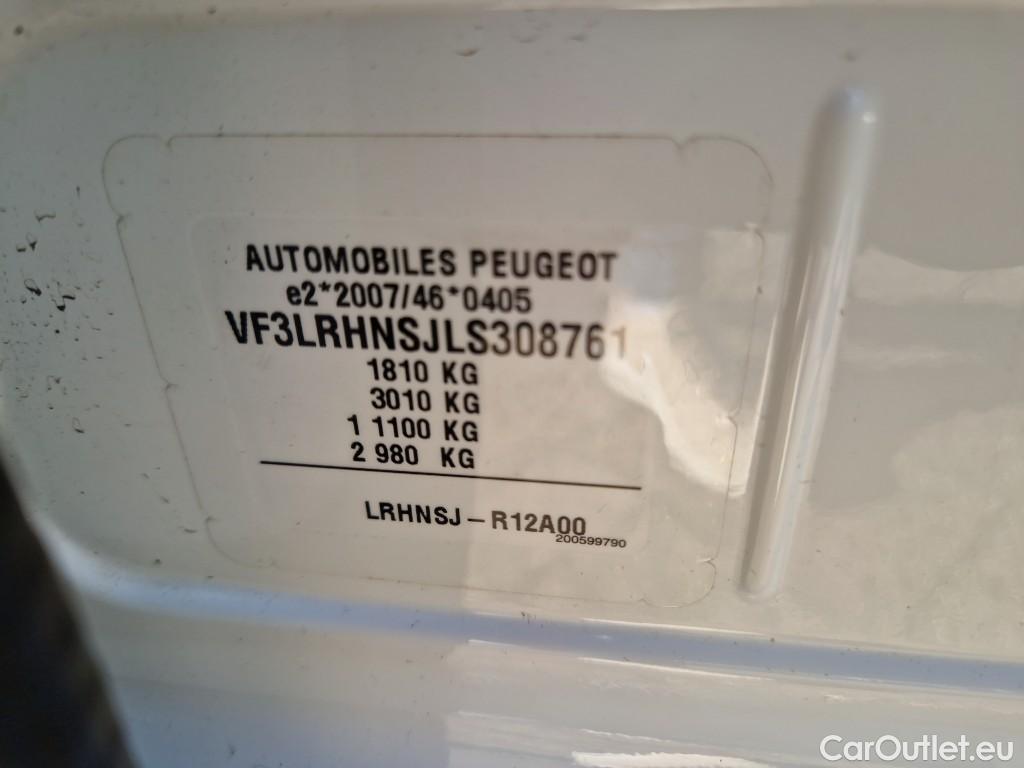 AUTOMOBILES PEUGEOT
e2*2007/46*0405
VF3LRHNSJLS308761
1810 KG
3010 KG
1 1100 KG
2 980 KG
LRHNSJ - R12A00
200599790
CarOutlet.eu